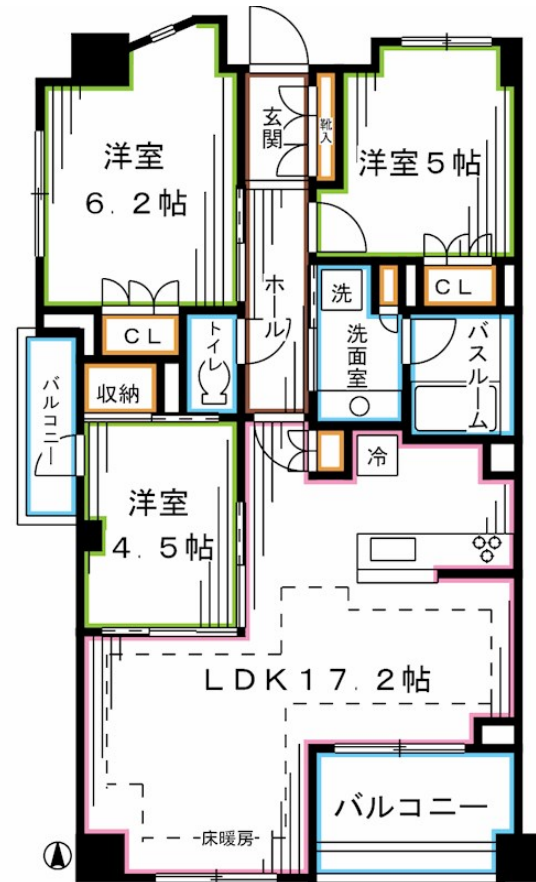 玄関
靴入
洋室
6.2帖
洋室5帖
ホール
洗
洗面室
CL
バスルーム
CL
トイレ
収納
バルコニー
冷
洋室
4.5帖
LDK17.2帖
床暖房
バルコニー